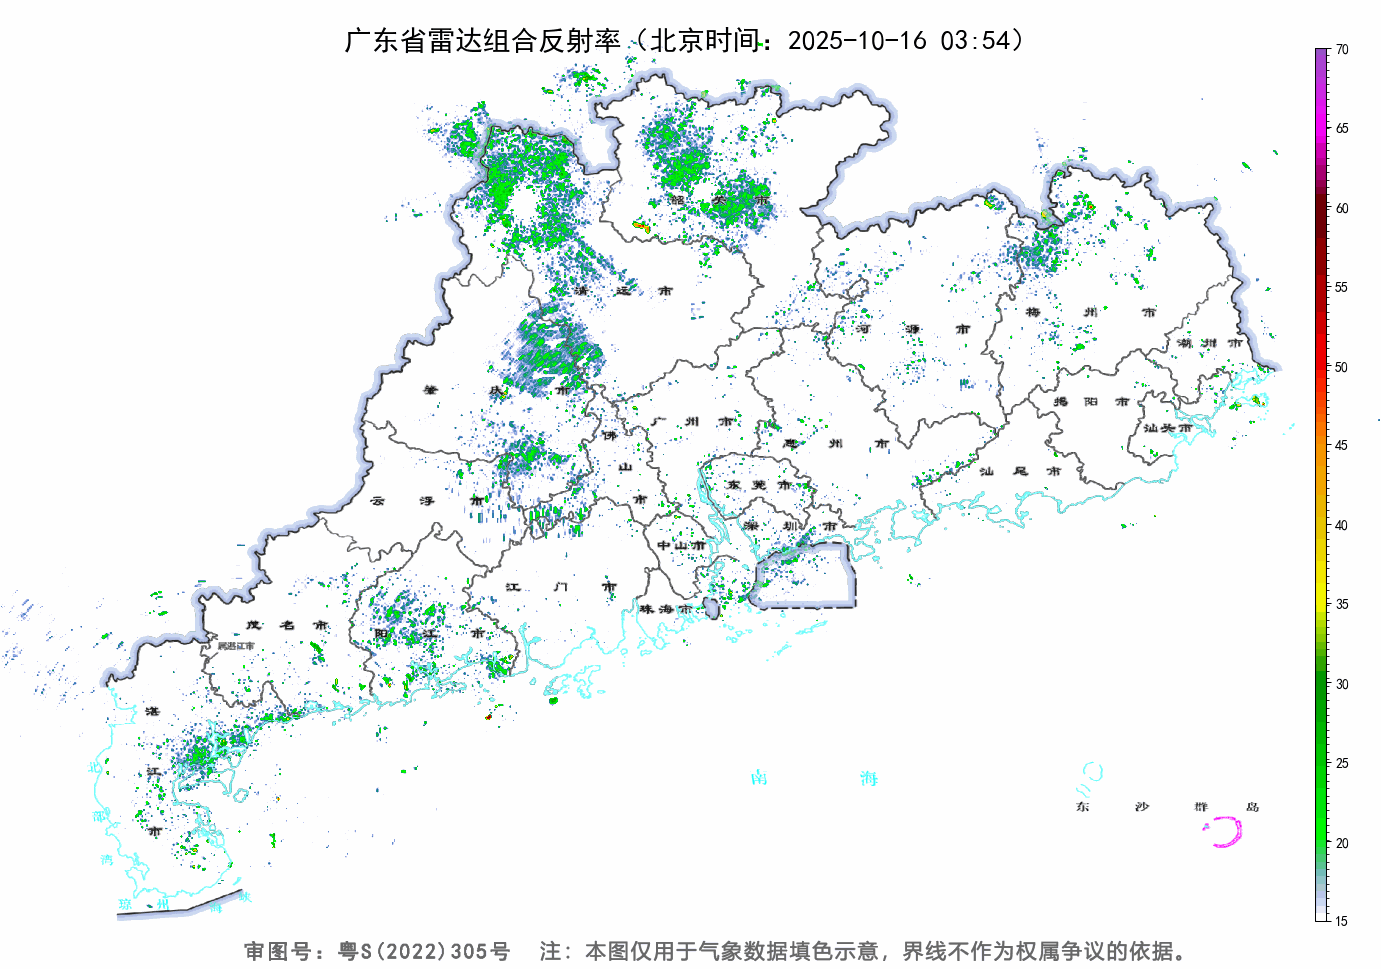 广东省雷达组合反射率（北京时间：2025-10-16 03:54）
70
65
60
55
50
45
40
35
30
25
20
15
韶 关 市
清 远 市
河 源 市
梅 州 市
潮 州 市
肇 庆 市
广 州 市
佛 山 市
惠 州 市
揭 阳 市
汕头市
汕 尾 市
东 莞 市
云 浮 市
深 圳 市
中山市
江 门 市
珠海市
茂 名 市
阳 江 市
属湛江市
湛 江 市
北 部 湾
琼 州 海 峡
南 海
东 沙 群 岛
审图号：粤S(2022)305号 注：本图仅用于气象数据填色示意，界线不作为权属争议的依据。